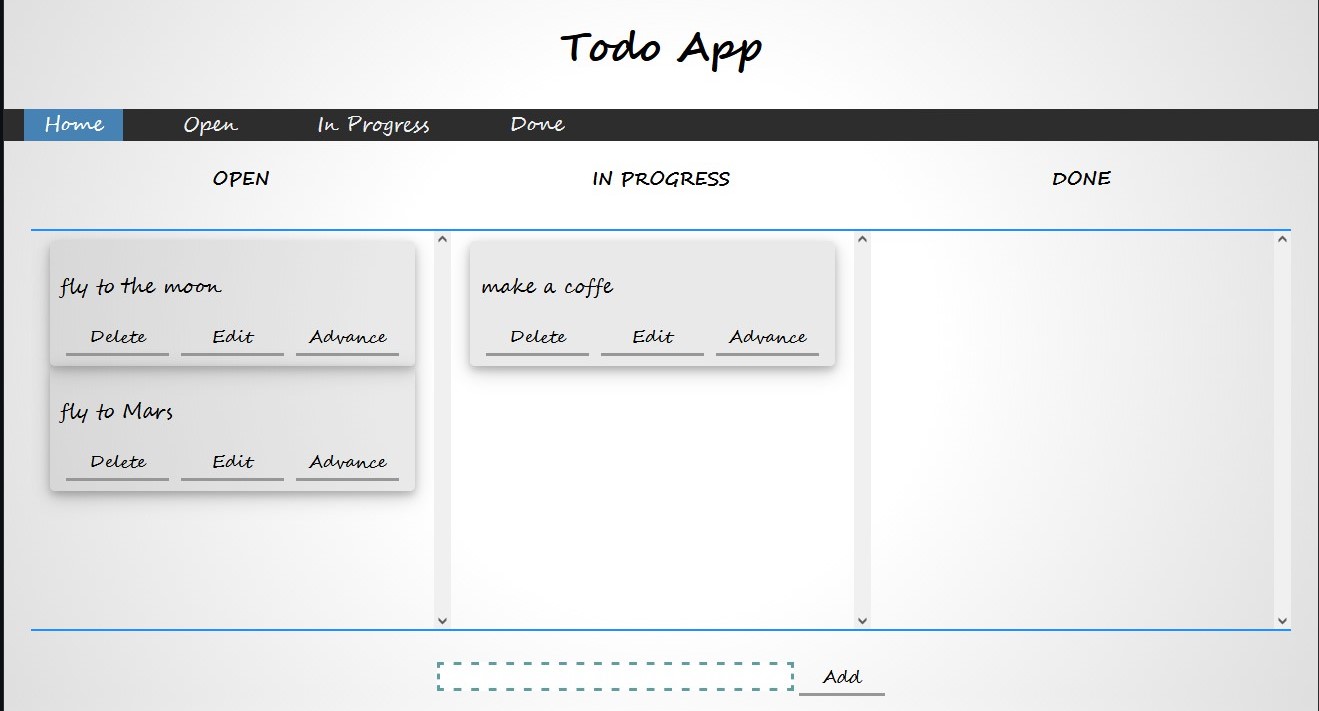 Todo App
Home Open In Progress Done
OPEN IN PROGRESS DONE
fly to the moon
Delete Edit Advance
fly to Mars
Delete Edit Advance
make a coffe
Delete Edit Advance
Add